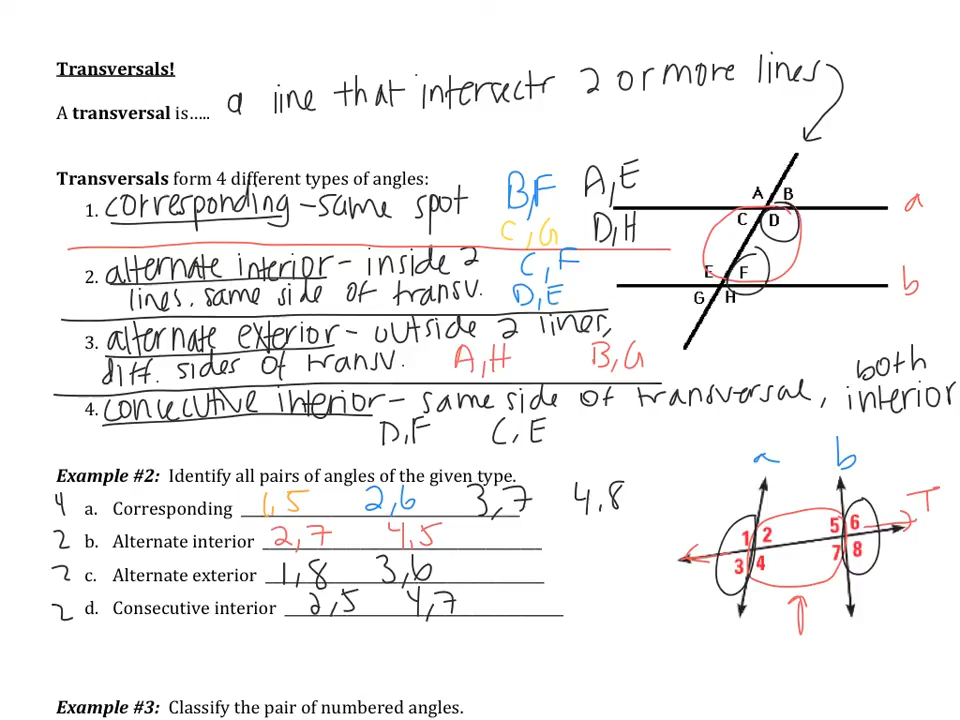 Transversals!
A transversal is..... a line that intersects 2 or more lines
Transversals form 4 different types of angles:
1. corresponding - same spot B,F A,E
C,G D,H
2. alternate interior - inside 2 C,F
lines, same side of transv. D,E
3. alternate exterior - outside 2 lines,
diff. sides of transv. A,H B,G
4. consecutive interior - same side of transversal, both interior
D,F C,E
A B
C D
a
E F
G H
b
Example #2: Identify all pairs of angles of the given type.
4 a. Corresponding 1,5 2,6 3,7 4,8
2 b. Alternate interior 2,7 4,5
2 c. Alternate exterior 1,8 3,6
2 d. Consecutive interior 2,5 4,7
a b
T
1 2 5 6
3 4 7 8
Example #3: Classify the pair of numbered angles.